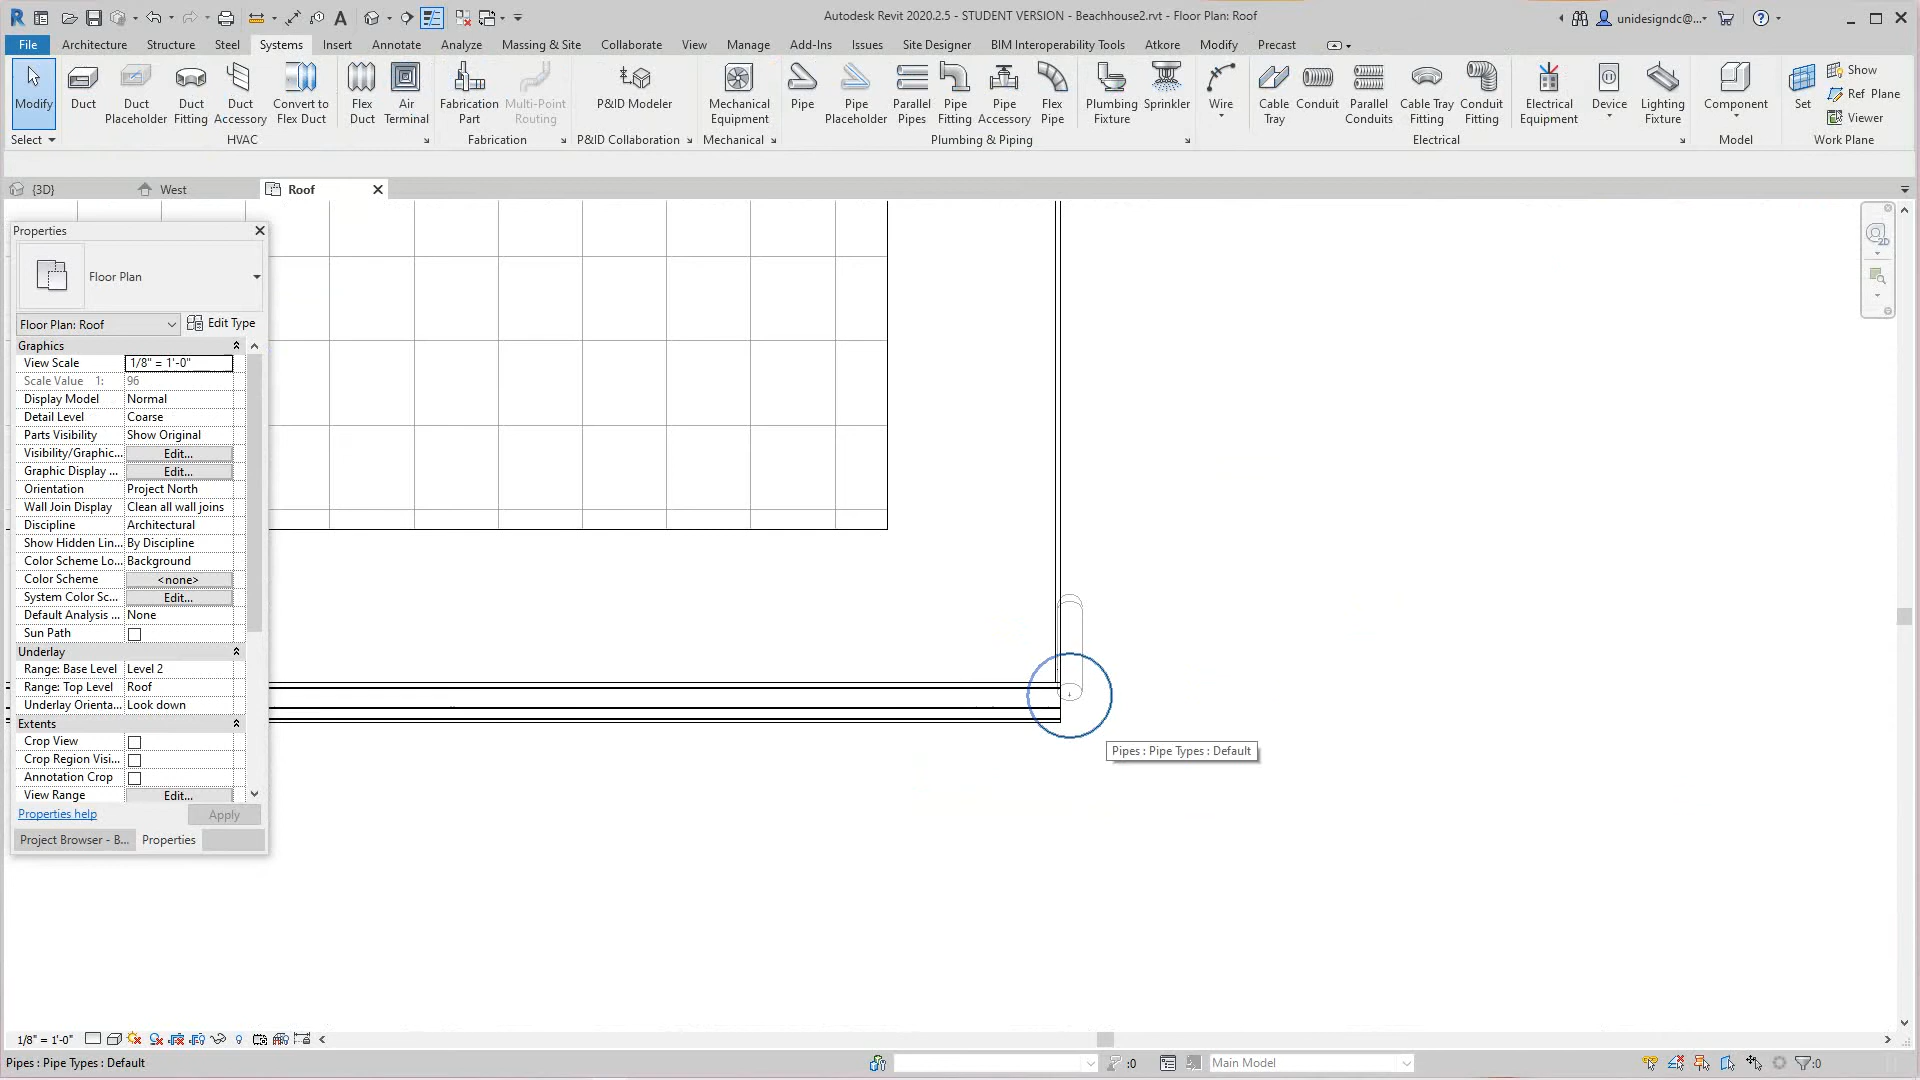 Autodesk Revit 2020.2.5 - STUDENT VERSION - Beachhouse2.rvt - Floor Plan: Roof
unidesigndc@...
File Architecture Structure Steel Systems Insert Annotate Analyze Massing & Site Collaborate View Manage Add-Ins Issues Site Designer BIM Interoperability Tools Atkore Modify Precast
Modify
Duct
Duct Placeholder
Duct Fitting
Duct Accessory
Convert to Flex Duct
Flex Duct
Air Terminal
Fabrication Part
Multi-Point Routing
P&ID Modeler
Mechanical Equipment
Pipe
Pipe Placeholder
Parallel Pipes
Pipe Fitting
Pipe Accessory
Flex Pipe
Plumbing Fixture
Sprinkler
Wire
Cable Tray
Conduit
Parallel Conduits
Cable Tray Fitting
Conduit Fitting
Electrical Equipment
Device
Lighting Fixture
Component
Set
Show
Ref Plane
Viewer
Select HVAC Fabrication P&ID Collaboration Mechanical Plumbing & Piping Electrical Model Work Plane
{3D} West Roof
2D
Properties
Floor Plan
Floor Plan: Roof Edit Type
Graphics
View Scale 1/8" = 1'-0"
Scale Value 1: 96
Display Model Normal
Detail Level Coarse
Parts Visibility Show Original
Visibility/Graphic... Edit...
Graphic Display ... Edit...
Orientation Project North
Wall Join Display Clean all wall joins
Discipline Architectural
Show Hidden Lin... By Discipline
Color Scheme Lo... Background
Color Scheme <none>
System Color Sc... Edit...
Default Analysis ... None
Sun Path
Underlay
Range: Base Level Level 2
Range: Top Level Roof
Underlay Orienta... Look down
Extents
Crop View
Crop Region Visi...
Annotation Crop
View Range Edit...
Properties help Apply
Project Browser - B... Properties
Pipes : Pipe Types : Default
1/8" = 1'-0"
Pipes : Pipe Types : Default :0 Main Model :0